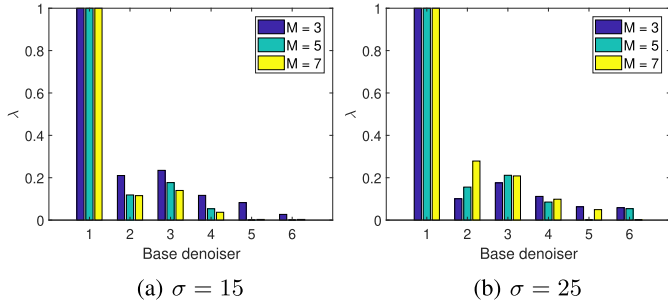 1
0.8
0.6
0.4
0.2
0
λ
M = 3
M = 5
M = 7
1 2 3 4 5 6
Base denoiser
(a) σ = 15
1
0.8
0.6
0.4
0.2
0
λ
M = 3
M = 5
M = 7
1 2 3 4 5 6
Base denoiser
(b) σ = 25